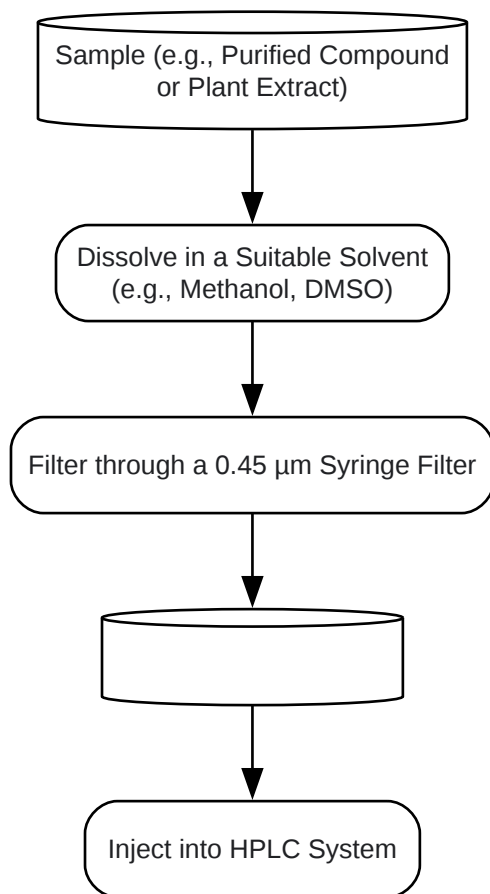 Sample (e.g., Purified Compound
or Plant Extract)
Dissolve in a Suitable Solvent
(e.g., Methanol, DMSO)
Filter through a 0.45 µm Syringe Filter
Inject into HPLC System